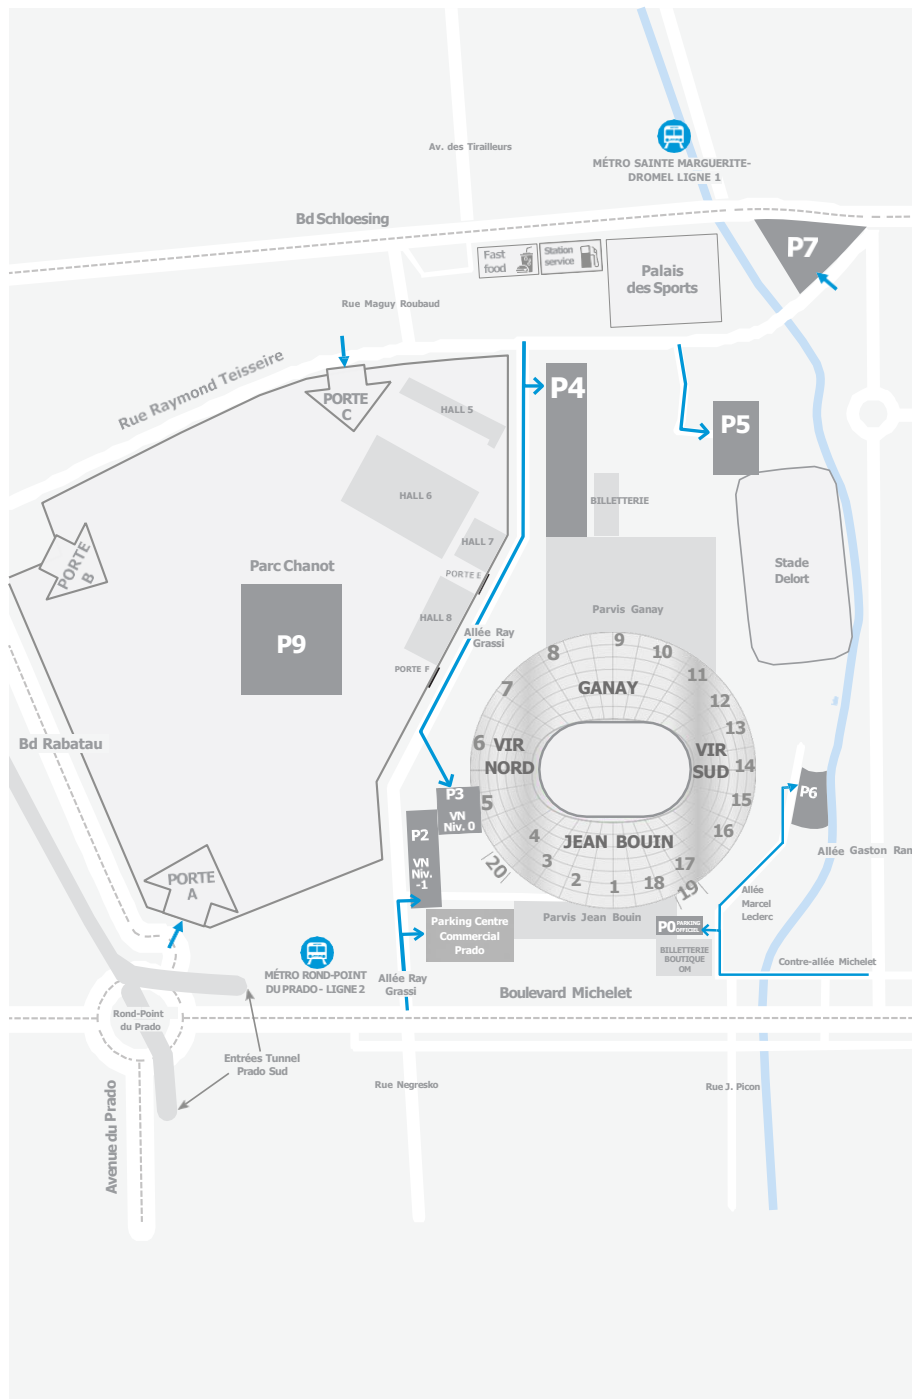 Av. des Tirailleurs
MÉTRO SAINTE MARGUERITE-
DROMEL LIGNE 1
Bd Schloesing
P7
Fast
food
Station
service
Palais
des Sports
Rue Maguy Roubaud
Rue Raymond Teisseire
PORTE
C
HALL 5
P4
P5
HALL 6
BILLETTERIE
HALL 7
PORTE E
PORTE
B
Parc Chanot
Stade
Delort
HALL 8
Parvis Ganay
P9
Allée Ray
Grassi
PORTE F
9
8
10
11
7
GANAY
12
13
6
VIR
NORD
VIR
SUD
14
Bd Rabatau
P3
VN
Niv. 0
5
15
P6
P2
VN
Niv.
-1
4
JEAN BOUIN
16
3
17
20
2
1
18
19
Allée Gaston Ram
PORTE
A
Allée
Marcel
Leclerc
Parking Centre
Commercial
Prado
Parvis Jean Bouin
P0 PARKING
OFFICIEL
BILLETTERIE
BOUTIQUE
OM
Contre-allée Michelet
MÉTRO ROND-POINT
DU PRADO - LIGNE 2
Allée Ray
Grassi
Boulevard Michelet
Rond-Point
du Prado
Entrées Tunnel
Prado Sud
Rue Negresko
Rue J. Picon
Avenue du Prado